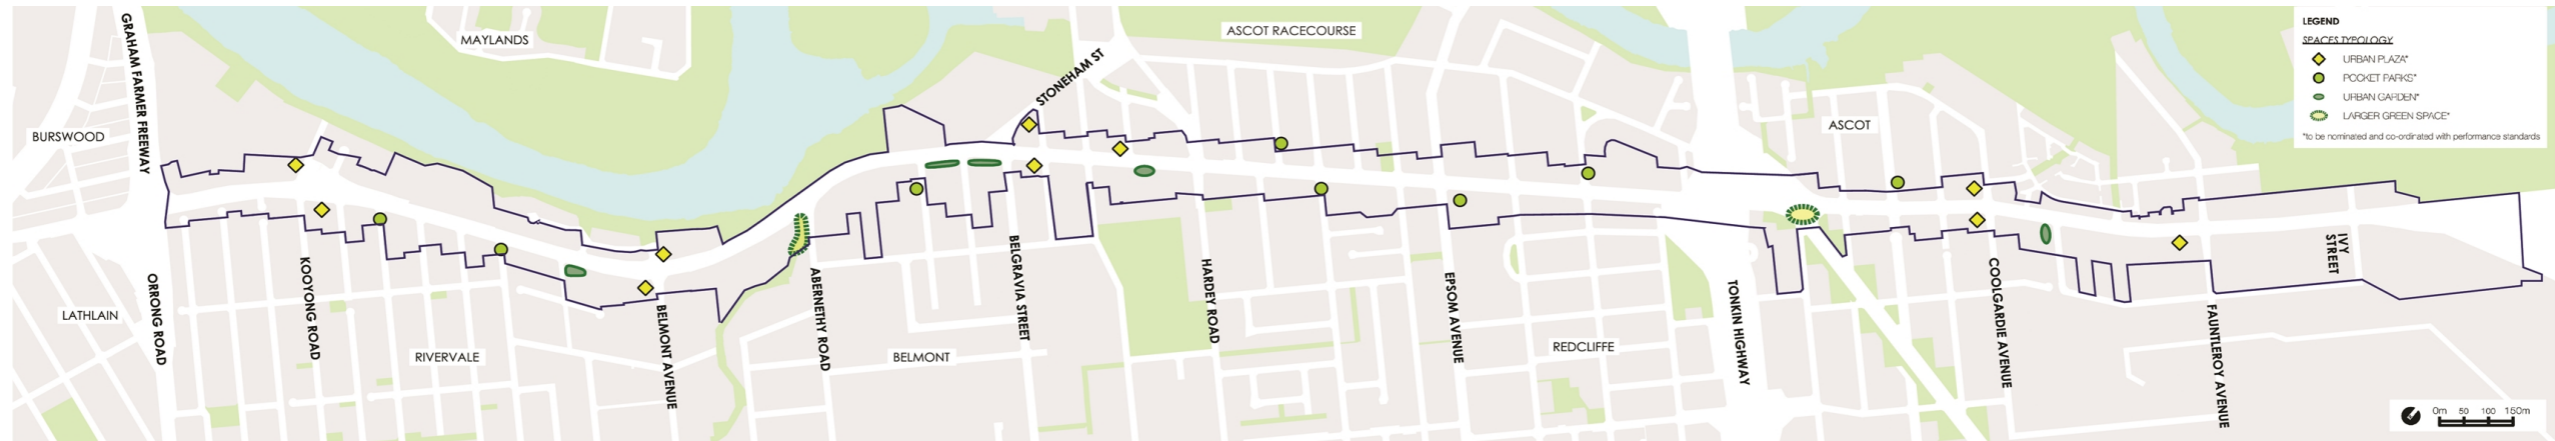 GRAHAM FARMER FREEWAY
MAYLANDS
ASCOT RACECOURSE
STONEHAM ST
BURSWOOD
ASCOT
LEGEND
SPACES TYPOLOGY
URBAN PLAZA*
POCKET PARKS*
URBAN GARDEN*
LARGER GREEN SPACE*
*to be nominated and co-ordinated with performance standards
LATHLAIN
ORRONG ROAD
KOOYONG ROAD
RIVERVALE
BELMONT AVENUE
ABERNETHY ROAD
BELMONT
BELGRAVIA STREET
HARDEY ROAD
EPSOM AVENUE
REDCLIFFE
TONKIN HIGHWAY
COOLGARDIE AVENUE
FAUNTLEROY AVENUE
IVY
STREET
0m 50 100 150m